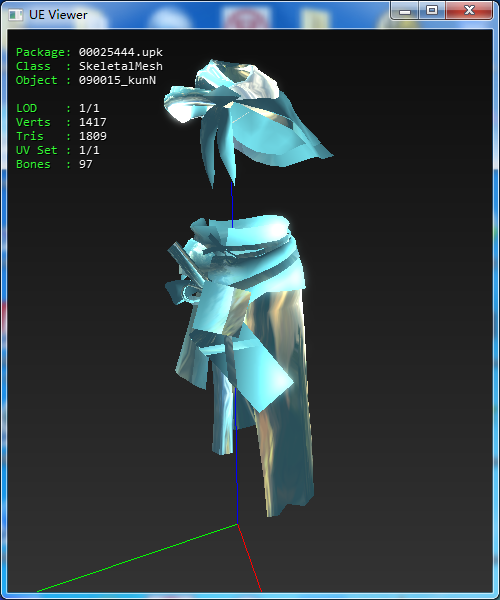 UE Viewer
Package: 00025444.upk
Class : SkeletalMesh
Object : 090015_kunN
LOD : 1/1
Verts : 1417
Tris : 1809
UV Set : 1/1
Bones : 97